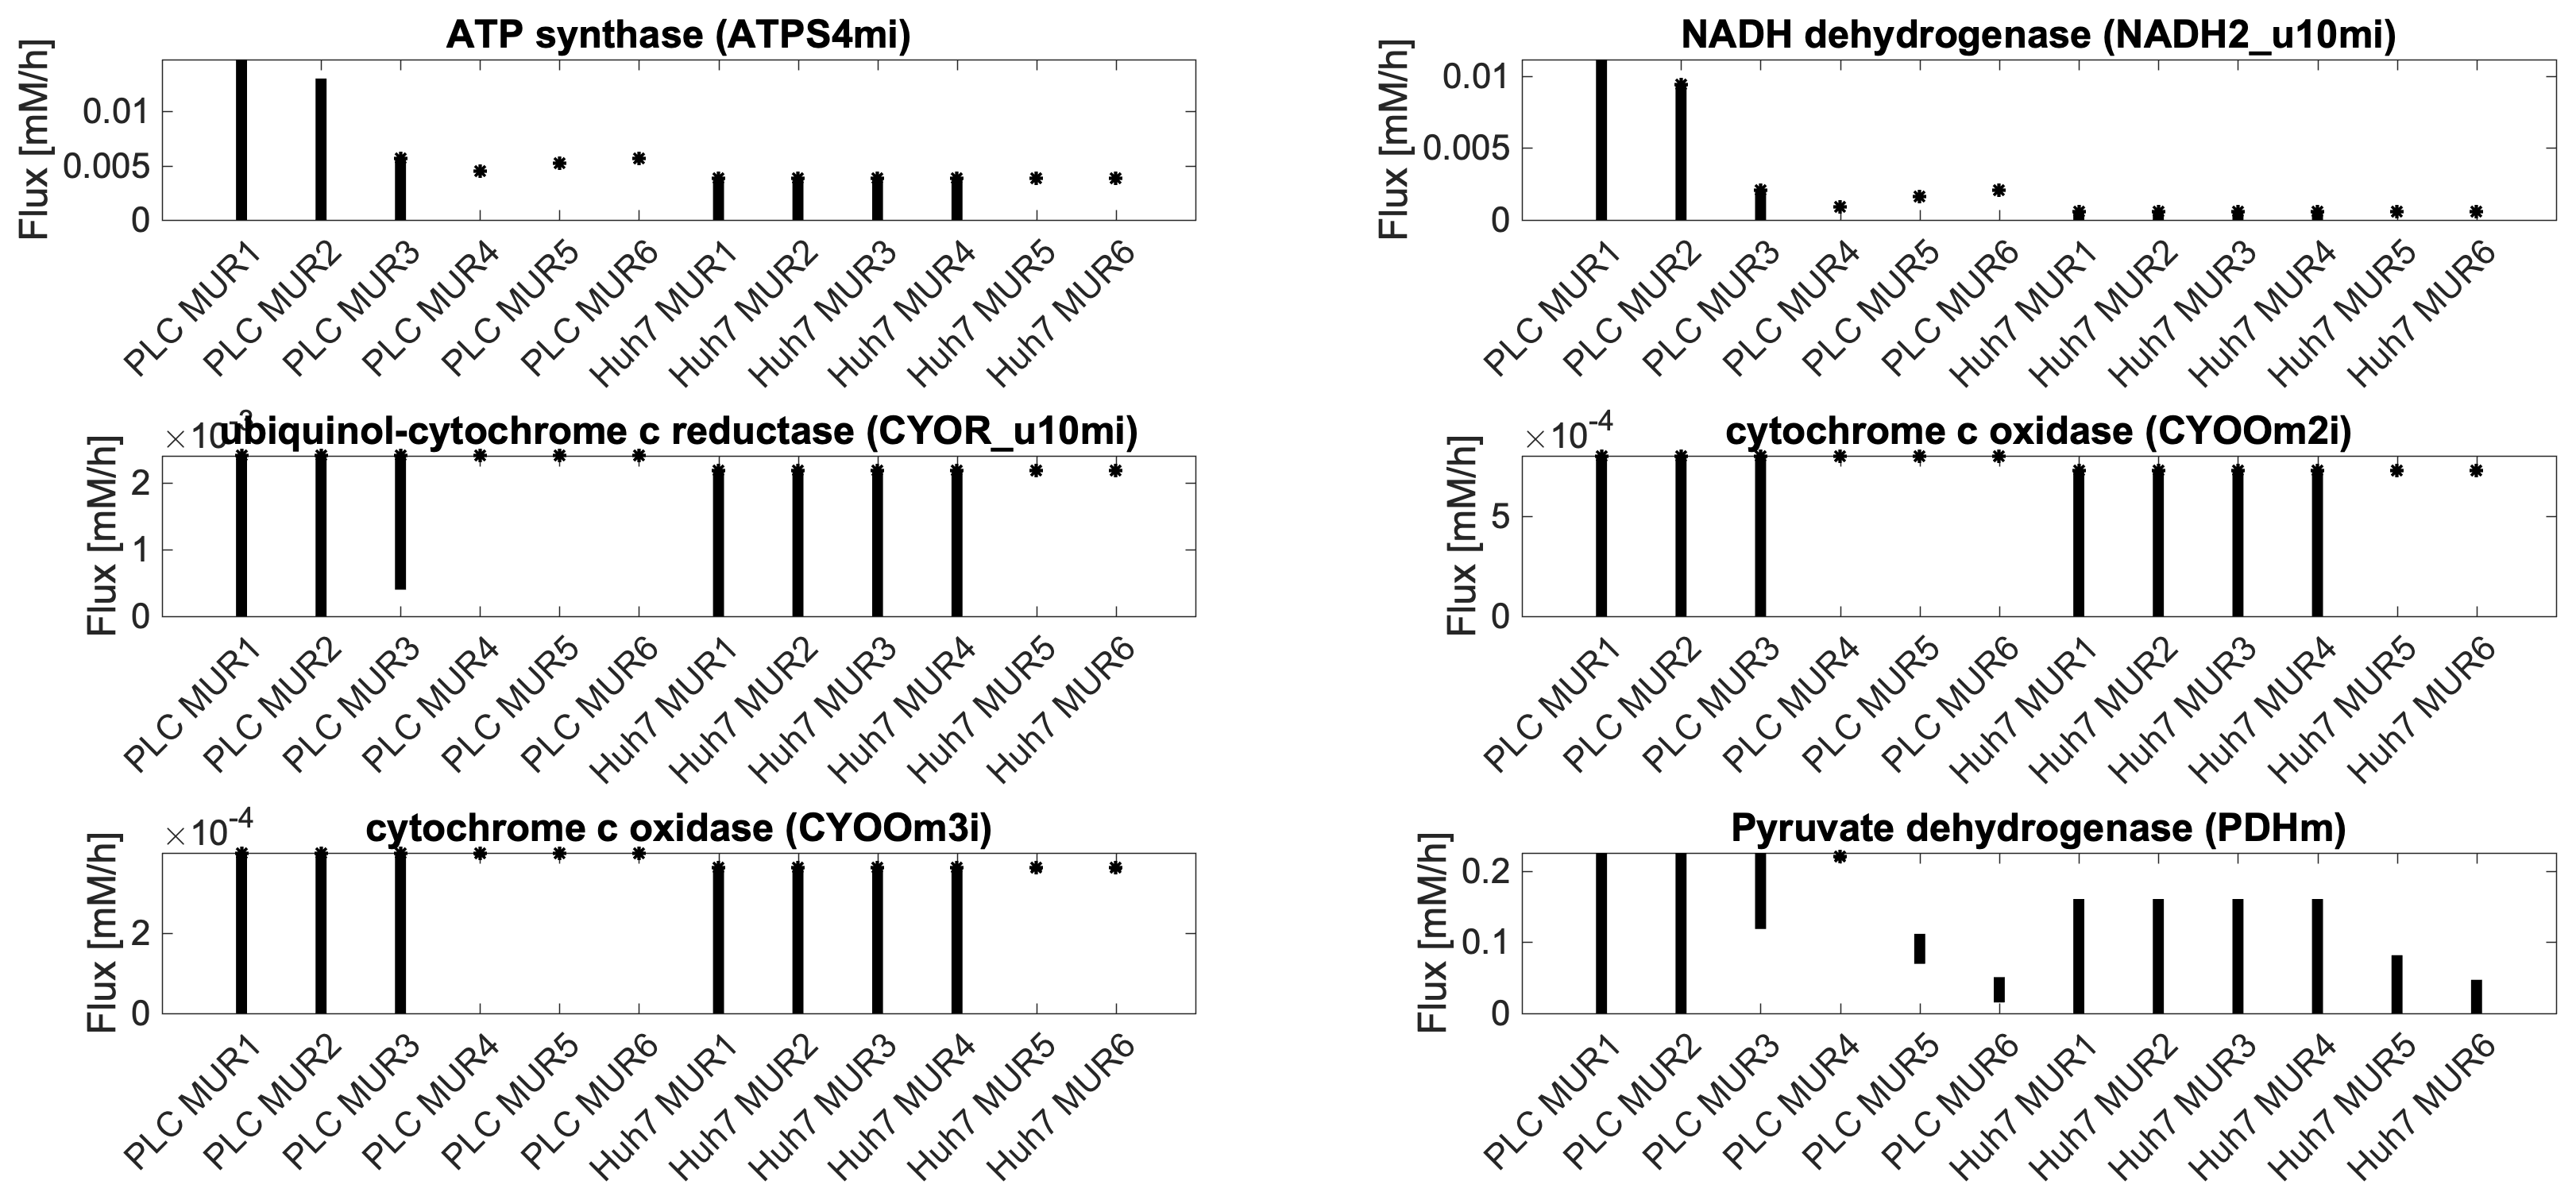 ATP synthase (ATPS4mi)
Flux [mM/h]
0.01
0.005
0
PLC MUR1
PLC MUR2
PLC MUR3
PLC MUR4
PLC MUR5
PLC MUR6
Huh7 MUR1
Huh7 MUR2
Huh7 MUR3
Huh7 MUR4
Huh7 MUR5
Huh7 MUR6
NADH dehydrogenase (NADH2_u10mi)
Flux [mM/h]
0.01
0.005
0
PLC MUR1
PLC MUR2
PLC MUR3
PLC MUR4
PLC MUR5
PLC MUR6
Huh7 MUR1
Huh7 MUR2
Huh7 MUR3
Huh7 MUR4
Huh7 MUR5
Huh7 MUR6
ubiquinol-cytochrome c reductase (CYOR_u10mi)
×10-3
Flux [mM/h]
2
1
0
PLC MUR1
PLC MUR2
PLC MUR3
PLC MUR4
PLC MUR5
PLC MUR6
Huh7 MUR1
Huh7 MUR2
Huh7 MUR3
Huh7 MUR4
Huh7 MUR5
Huh7 MUR6
cytochrome c oxidase (CYOOm2i)
×10-4
Flux [mM/h]
5
0
PLC MUR1
PLC MUR2
PLC MUR3
PLC MUR4
PLC MUR5
PLC MUR6
Huh7 MUR1
Huh7 MUR2
Huh7 MUR3
Huh7 MUR4
Huh7 MUR5
Huh7 MUR6
cytochrome c oxidase (CYOOm3i)
×10-4
Flux [mM/h]
2
0
PLC MUR1
PLC MUR2
PLC MUR3
PLC MUR4
PLC MUR5
PLC MUR6
Huh7 MUR1
Huh7 MUR2
Huh7 MUR3
Huh7 MUR4
Huh7 MUR5
Huh7 MUR6
Pyruvate dehydrogenase (PDHm)
Flux [mM/h]
0.2
0.1
0
PLC MUR1
PLC MUR2
PLC MUR3
PLC MUR4
PLC MUR5
PLC MUR6
Huh7 MUR1
Huh7 MUR2
Huh7 MUR3
Huh7 MUR4
Huh7 MUR5
Huh7 MUR6